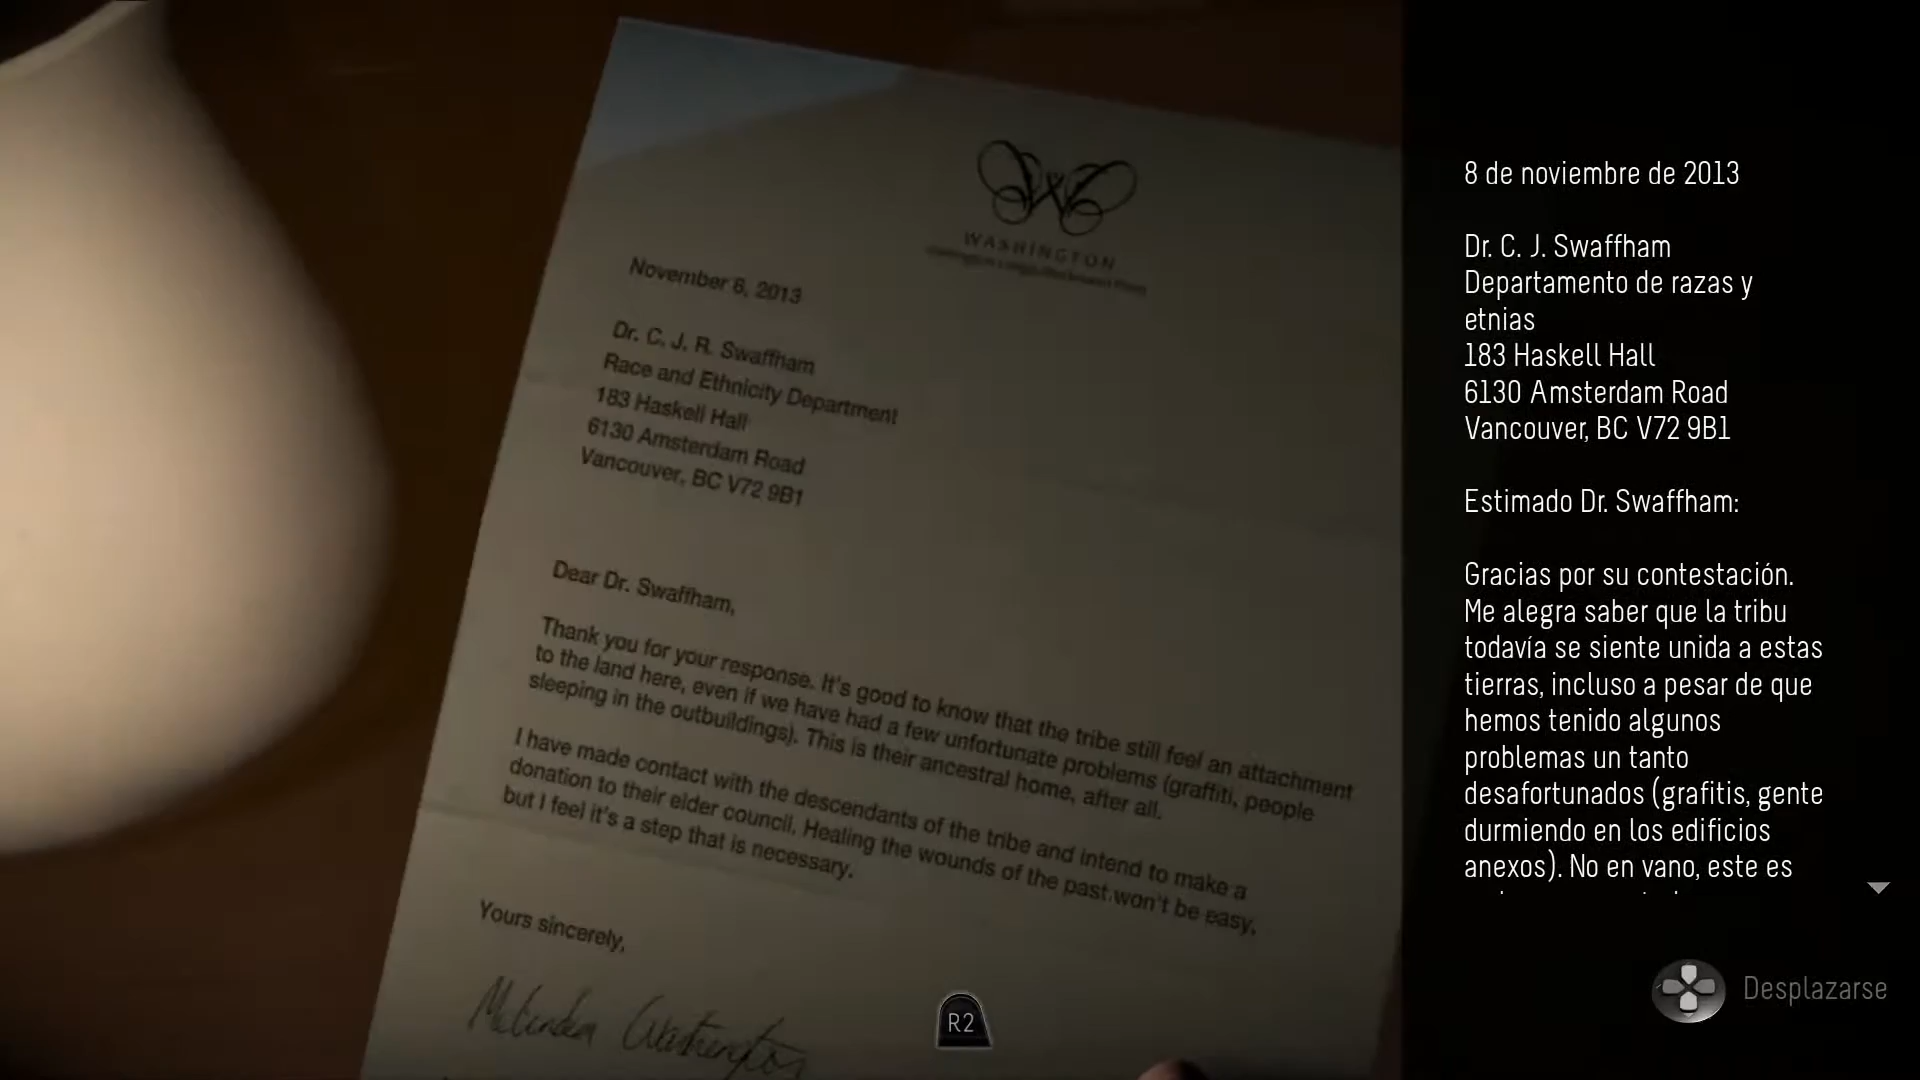 WASHINGTON
November 6, 2013
Dr. C. J. R. Swaffham
Race and Ethnicity Department
183 Haskell Hall
6130 Amsterdam Road
Vancouver, BC V72 9B1
Dear Dr. Swaffham,
Thank you for your response. It's good to know that the tribe still feel an attachment
to the land here, even if we have had a few unfortunate problems (graffiti, people
sleeping in the outbuildings). This is their ancestral home, after all.
I have made contact with the descendants of the tribe and intend to make a
donation to their elder council. Healing the wounds of the past won't be easy,
but I feel it's a step that is necessary.
Yours sincerely,
Melinda Washington
R2
8 de noviembre de 2013
Dr. C. J. Swaffham
Departamento de razas y
etnias
183 Haskell Hall
6130 Amsterdam Road
Vancouver, BC V72 9B1
Estimado Dr. Swaffham:
Gracias por su contestación.
Me alegra saber que la tribu
todavía se siente unida a estas
tierras, incluso a pesar de que
hemos tenido algunos
problemas un tanto
desafortunados (grafitis, gente
durmiendo en los edificios
anexos). No en vano, este es
Desplazarse